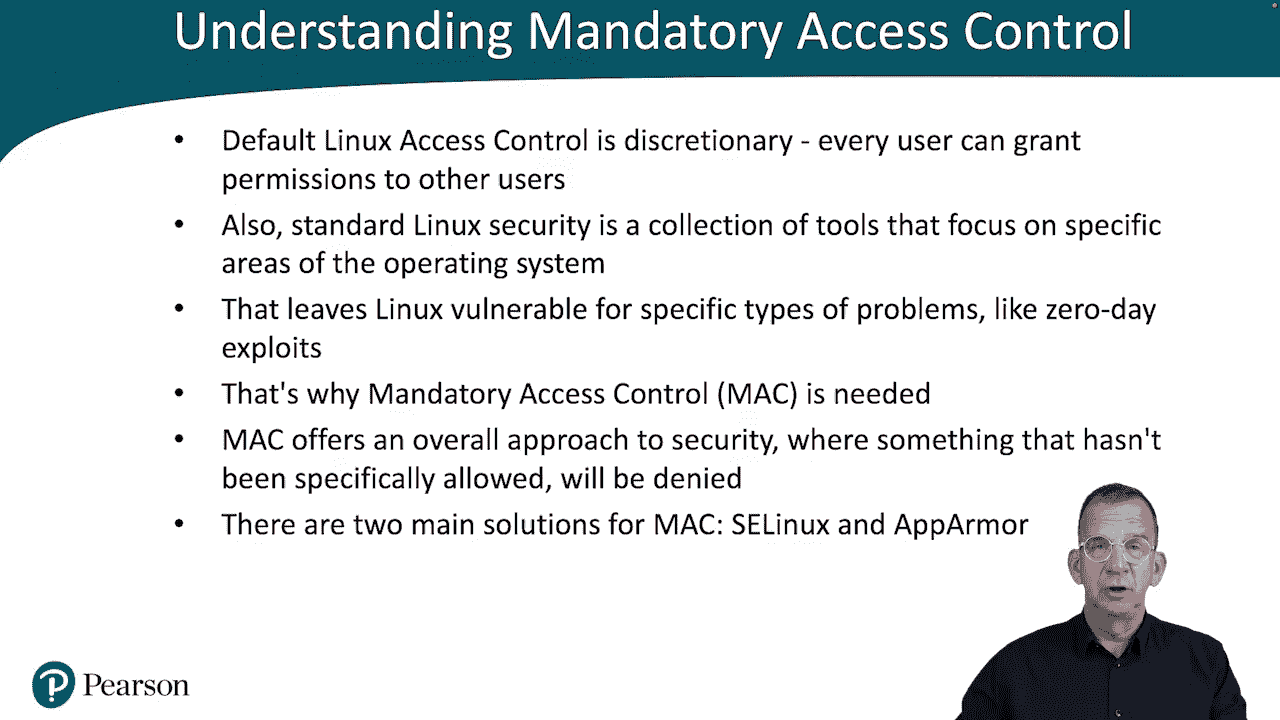 Understanding Mandatory Access Control
• Default Linux Access Control is discretionary - every user can grant
permissions to other users
• Also, standard Linux security is a collection of tools that focus on specific
areas of the operating system
• That leaves Linux vulnerable for specific types of problems, like zero-day
exploits
• That's why Mandatory Access Control (MAC) is needed
• MAC offers an overall approach to security, where something that hasn't
been specifically allowed, will be denied
• There are two main solutions for MAC: SELinux and AppArmor
Pearson